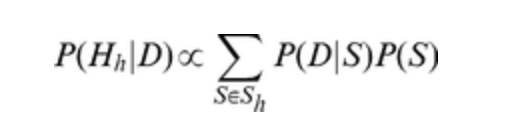 P(H_h|D) ∝ ∑_{S∈S_h} P(D|S)P(S)